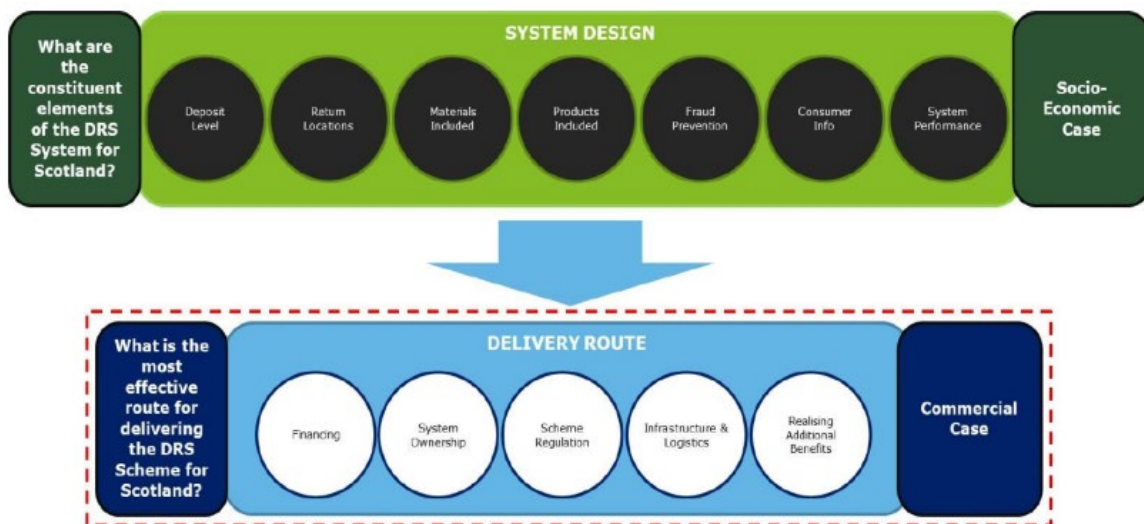 What are
the
constituent
elements
of the DRS
System for
Scotland?
SYSTEM DESIGN
Deposit
Level
Return
Locations
Materials
Included
Products
Included
Fraud
Prevention
Consumer
Info
System
Performance
Socio-
Economic
Case
What is the
most
effective
route for
delivering
the DRS
Scheme for
Scotland?
DELIVERY ROUTE
Financing
System
Ownership
Scheme
Regulation
Infrastructure &
Logistics
Realising
Additional
Benefits
Commercial
Case